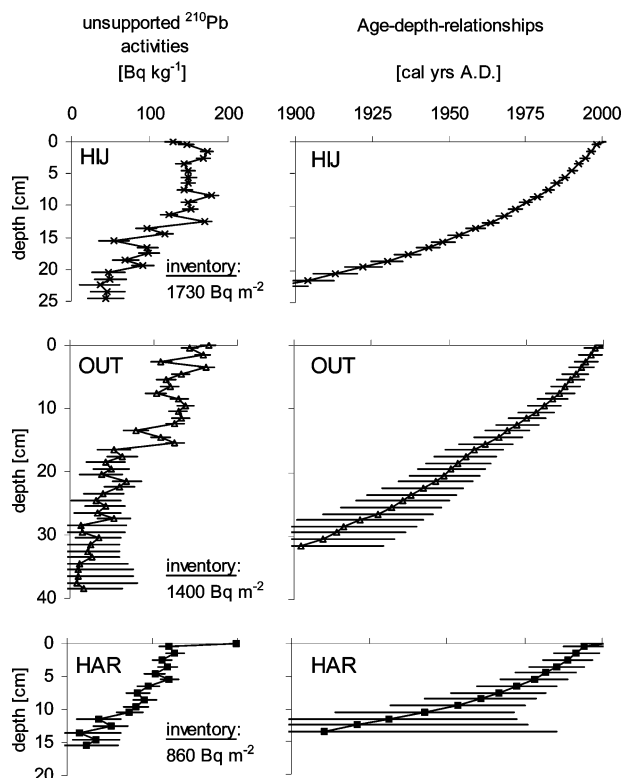 unsupported ²¹⁰Pb
activities
[Bq kg⁻¹]
Age-depth-relationships
[cal yrs A.D.]
0 100 200
1900 1925 1950 1975 2000
depth [cm]
0
5
10
15
20
25
HIJ
inventory:
1730 Bq m⁻²
HIJ
depth [cm]
0
10
20
30
40
OUT
inventory:
1400 Bq m⁻²
OUT
depth [cm]
0
5
10
15
20
HAR
inventory:
860 Bq m⁻²
HAR